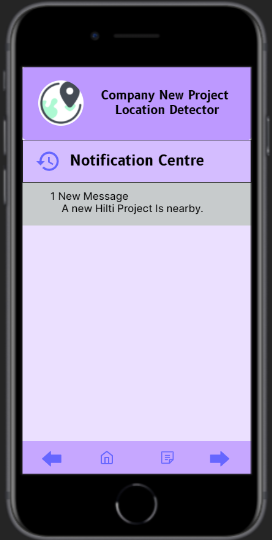 Company New Project
Location Detector
Notification Centre
1 New Message
A new Hilti Project Is nearby.